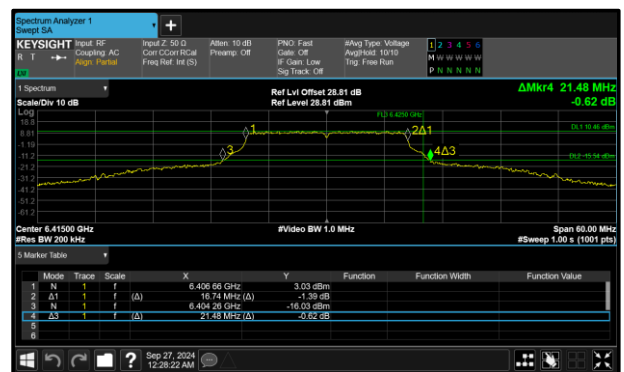 Spectrum Analyzer 1
Swept SA
+
KEYSIGHT Input: RF Input Z: 50 Ω Atten: 10 dB PNO: Fast #Avg Type: Voltage 1 2 3 4 5 6
R T Coupling: AC Corr CCorr RCal Preamp: Off Gate: Off Avg|Hold: 10/10 M W W W W W
Align: Partial Freq Ref: Int (S) IF Gain: Low Trig: Free Run
Sig Track: Off P N N N N N
1 Spectrum Ref Lvl Offset 28.81 dB ΔMkr4 21.48 MHz
Scale/Div 10 dB Ref Level 28.81 dBm -0.62 dB
Log
18.8
8.81
-1.19
-11.2
-21.2
-31.2
-41.2
-51.2
-61.2
DL1 10.46 dBm
DL2 -15.54 dBm
1
2Δ1
3
4Δ3
Center 6.41500 GHz #Video BW 1.0 MHz Span 60.00 MHz
#Res BW 200 kHz #Sweep 1.00 s (1001 pts)
5 Marker Table
Mode Trace Scale X Y Function Function Width Function Value
1 N 1 f 6.406 66 GHz 3.03 dBm
2 Δ1 1 f (Δ) 16.74 MHz (Δ) -1.39 dB
3 N 1 f 6.404 26 GHz -16.03 dBm
4 Δ3 1 f (Δ) 21.48 MHz (Δ) -0.62 dB
5
6
? Sep 27, 2024
12:28:22 AM